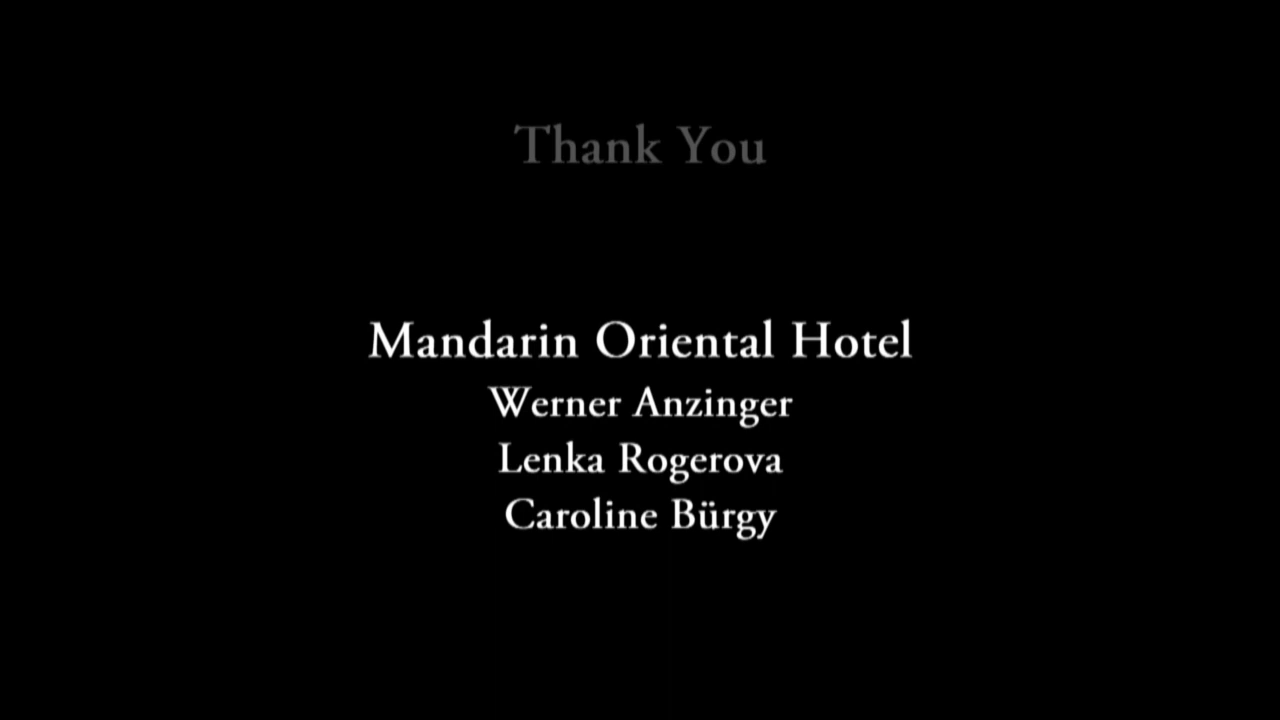 Thank You
Mandarin Oriental Hotel
Werner Anzinger
Lenka Rogerova
Caroline Bürgy